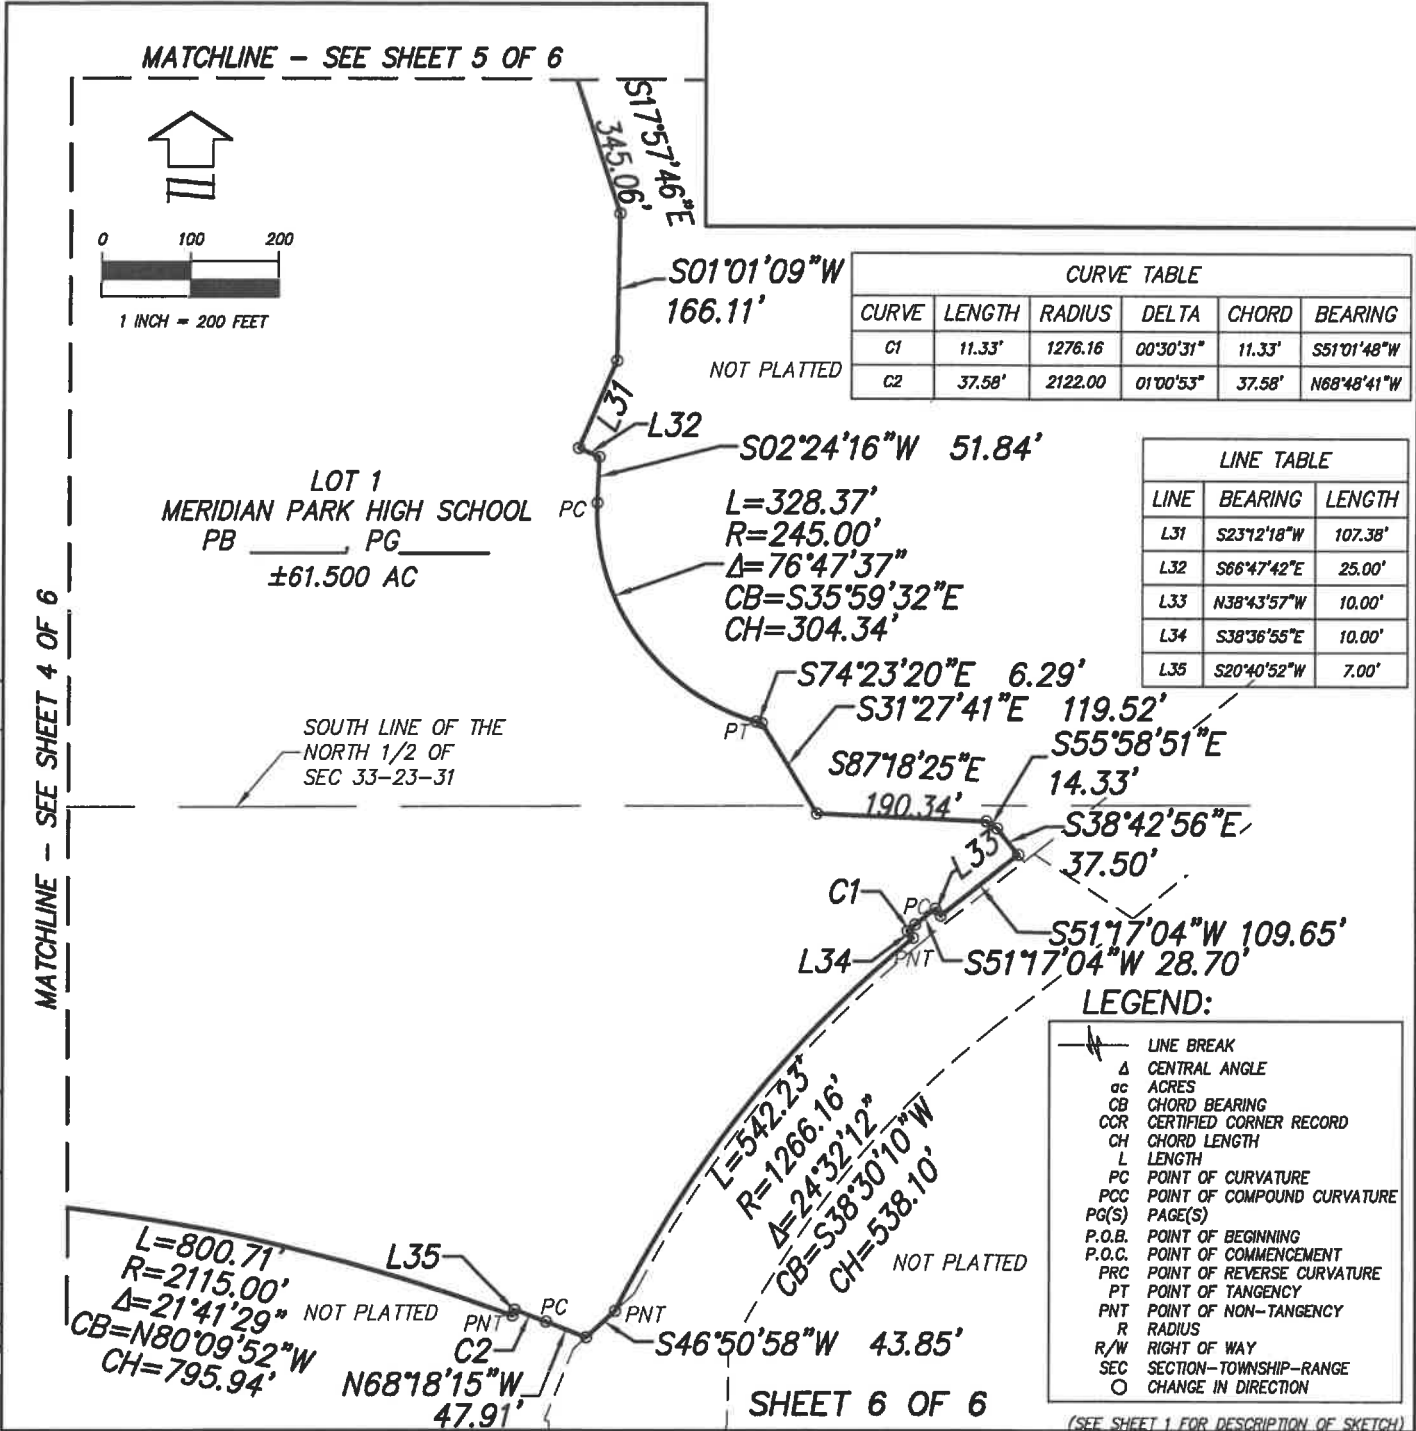 MATCHLINE - SEE SHEET 5 OF 6
S17°57'46"E
345.06'
0 100 200
1 INCH = 200 FEET
S01°01'09"W
166.11'
NOT PLATTED
CURVE TABLE
CURVE LENGTH RADIUS DELTA CHORD BEARING
C1 11.33' 1276.16 00°30'31" 11.33' S51°01'48"W
C2 37.58' 2122.00 01°00'53" 37.58' N68°48'41"W
L31
L32
S02°24'16"W 51.84'
LINE TABLE
LINE BEARING LENGTH
L31 S23°12'18"W 107.38'
L32 S66°47'42"E 25.00'
L33 N38°43'57"W 10.00'
L34 S38°36'55"E 10.00'
L35 S20°40'52"W 7.00'
LOT 1
MERIDIAN PARK HIGH SCHOOL
PB ________, PG________
±61.500 AC
PC
L=328.37'
R=245.00'
Δ=76°47'37"
CB=S35°59'32"E
CH=304.34'
MATCHLINE - SEE SHEET 4 OF 6
S74°23'20"E 6.29'
PT
S31°27'41"E 119.52'
SOUTH LINE OF THE
NORTH 1/2 OF
SEC 33-23-31
S87°18'25"E
190.34'
S55°58'51"E
14.33'
S38°42'56"E
37.50'
L33
C1
PC
L34
PNT
S51°17'04"W 109.65'
S51°17'04"W 28.70'
L=542.23'
R=1266.16'
Δ=24°32'12"
CB=S38°30'10"W
CH=538.10'
NOT PLATTED
LEGEND:
LINE BREAK
Δ CENTRAL ANGLE
ac ACRES
CB CHORD BEARING
CCR CERTIFIED CORNER RECORD
CH CHORD LENGTH
L LENGTH
PC POINT OF CURVATURE
PCC POINT OF COMPOUND CURVATURE
PG(S) PAGE(S)
P.O.B. POINT OF BEGINNING
P.O.C. POINT OF COMMENCEMENT
PRC POINT OF REVERSE CURVATURE
PT POINT OF TANGENCY
PNT POINT OF NON-TANGENCY
R RADIUS
R/W RIGHT OF WAY
SEC SECTION-TOWNSHIP-RANGE
CHANGE IN DIRECTION
L=800.71'
R=2115.00'
Δ=21°41'29"
CB=N80°09'52"W
CH=795.94'
NOT PLATTED
L35
PNT
PC
C2
N68°18'15"W
47.91'
PNT
S46°50'58"W 43.85'
SHEET 6 OF 6
(SEE SHEET 1 FOR DESCRIPTION OF SKETCH)